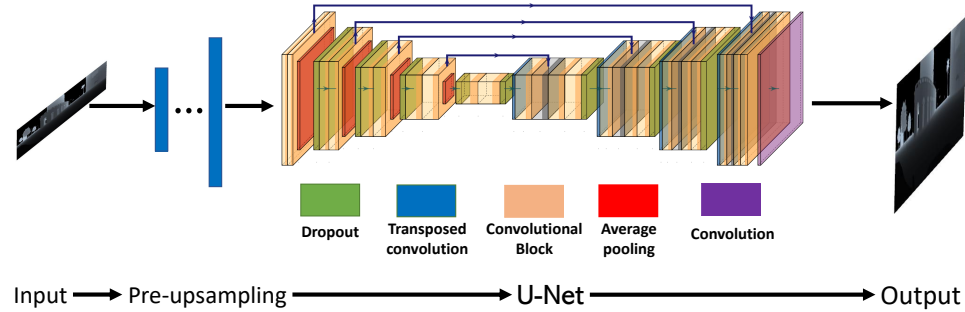 Dropout
Transposed
convolution
Convolutional
Block
Average
pooling
Convolution
Input
Pre-upsampling
U-Net
Output